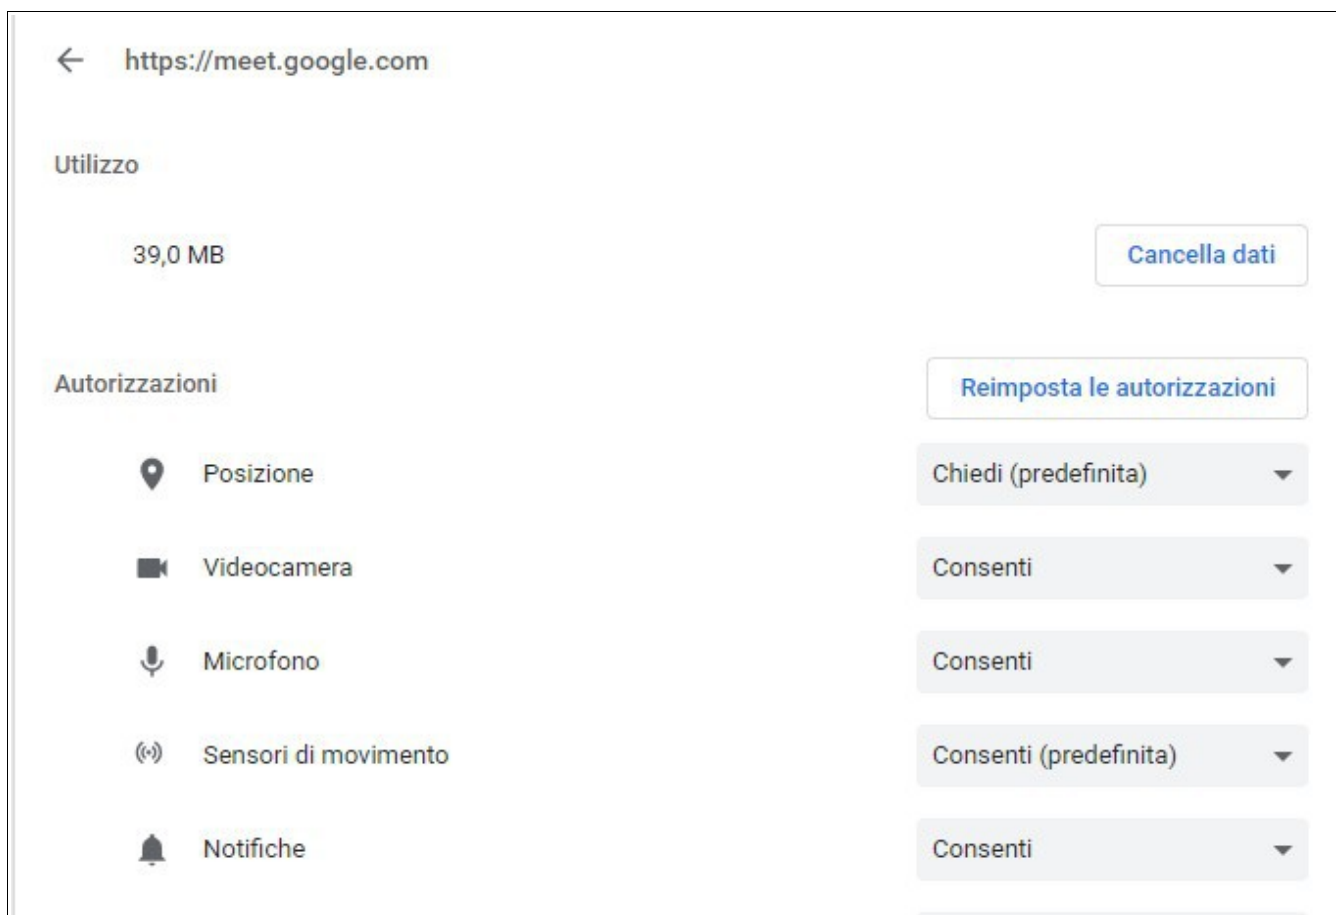 https://meet.google.com
Utilizzo
39,0 MB
Cancella dati
Autorizzazioni
Reimposta le autorizzazioni
Posizione
Chiedi (predefinita)
Videocamera
Consenti
Microfono
Consenti
Sensori di movimento
Consenti (predefinita)
Notifiche
Consenti